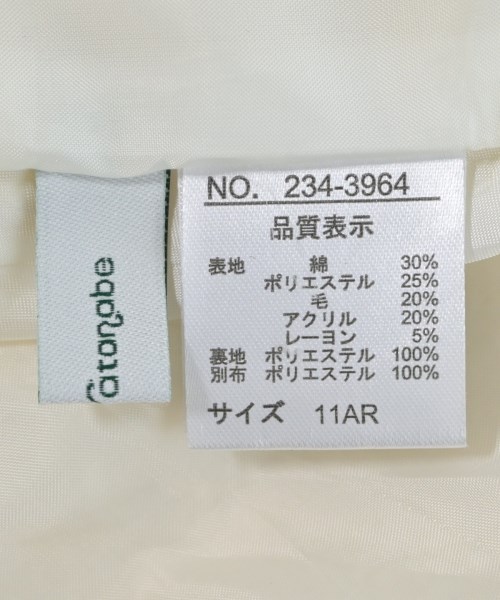 NO. 234-3964
品質表示
表地 綿 30%
ポリエステル 25%
毛 20%
アクリル 20%
レーヨン 5%
裏地 ポリエステル 100%
別布 ポリエステル 100%
サイズ 11AR